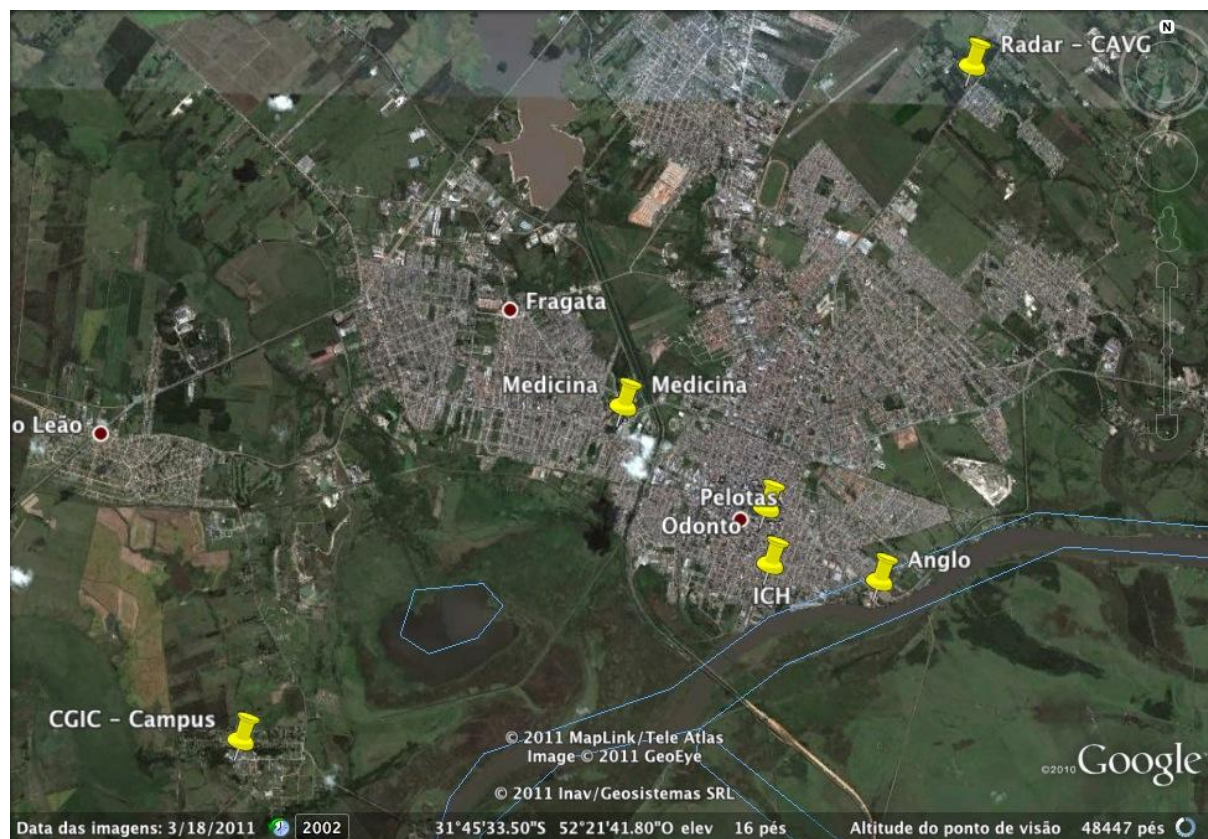 N
Radar - CAVG
Fragata
Medicina
Medicina
o Leão
Pelotas
Odonto
Anglo
ICH
CGIC - Campus
© 2011 MapLink/Tele Atlas
Image © 2011 GeoEye
©2010 Google
© 2011 Inav/Geosistemas SRL
Data das imagens: 3/18/2011 2002 31°45'33.50"S 52°21'41.80"O elev 16 pés Altitude do ponto de visão 48447 pés